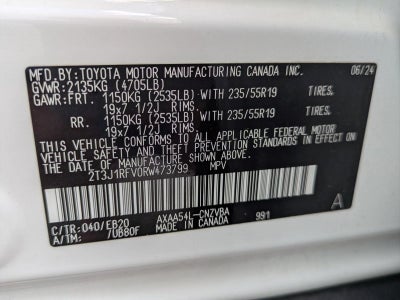 MFD.BY:TOYOTA MOTOR MANUFACTURING CANADA INC. 06/24
GVWR:2135KG (4705LB)
GAWR:FRT. 1150KG (2535LB) WITH 235/55R19 TIRES.
19x7 1/2J RIMS.
RR. 1150KG (2535LB) WITH 235/55R19 TIRES.
19x7 1/2J RIMS.
THIS VEHICLE CONFORMS TO ALL APPLICABLE FEDERAL MOTOR
VEHICLE SAFETY STANDARDS IN EFFECT ON
THE DATE OF MANUFACTURE SHOWN ABOVE.
2T3J1RFV0RW473799 MPV
C/TR:040/EB20 AXAA54L-CNZVBA 991 A
A/TM: /UB80F MADE IN CANADA